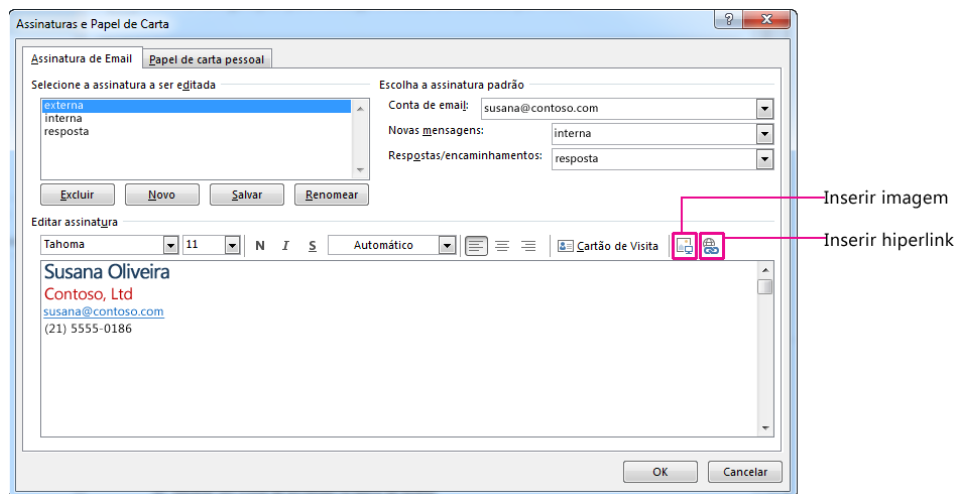 Assinaturas e Papel de Carta
Assinatura de Email Papel de carta pessoal
Selecione a assinatura a ser editada
externa
interna
resposta
Excluir Novo Salvar Renomear
Escolha a assinatura padrão
Conta de email: susana@contoso.com
Novas mensagens: interna
Respostas/encaminhamentos: resposta
Editar assinatura
Tahoma 11 N I S Automático Cartão de Visita
Inserir imagem
Inserir hiperlink
Susana Oliveira
Contoso, Ltd
susana@contoso.com
(21) 5555-0186
OK Cancelar